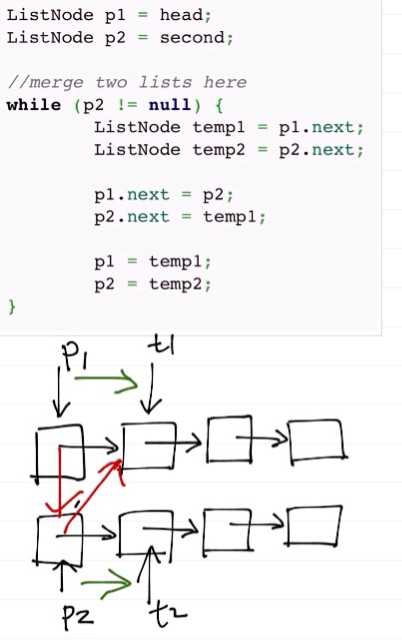 ListNode p1 = head;
ListNode p2 = second;
//merge two lists here
while (p2 != null) {
ListNode temp1 = p1.next;
ListNode temp2 = p2.next;
p1.next = p2;
p2.next = temp1;
p1 = temp1;
p2 = temp2;
}
P1 t1
P2 t2